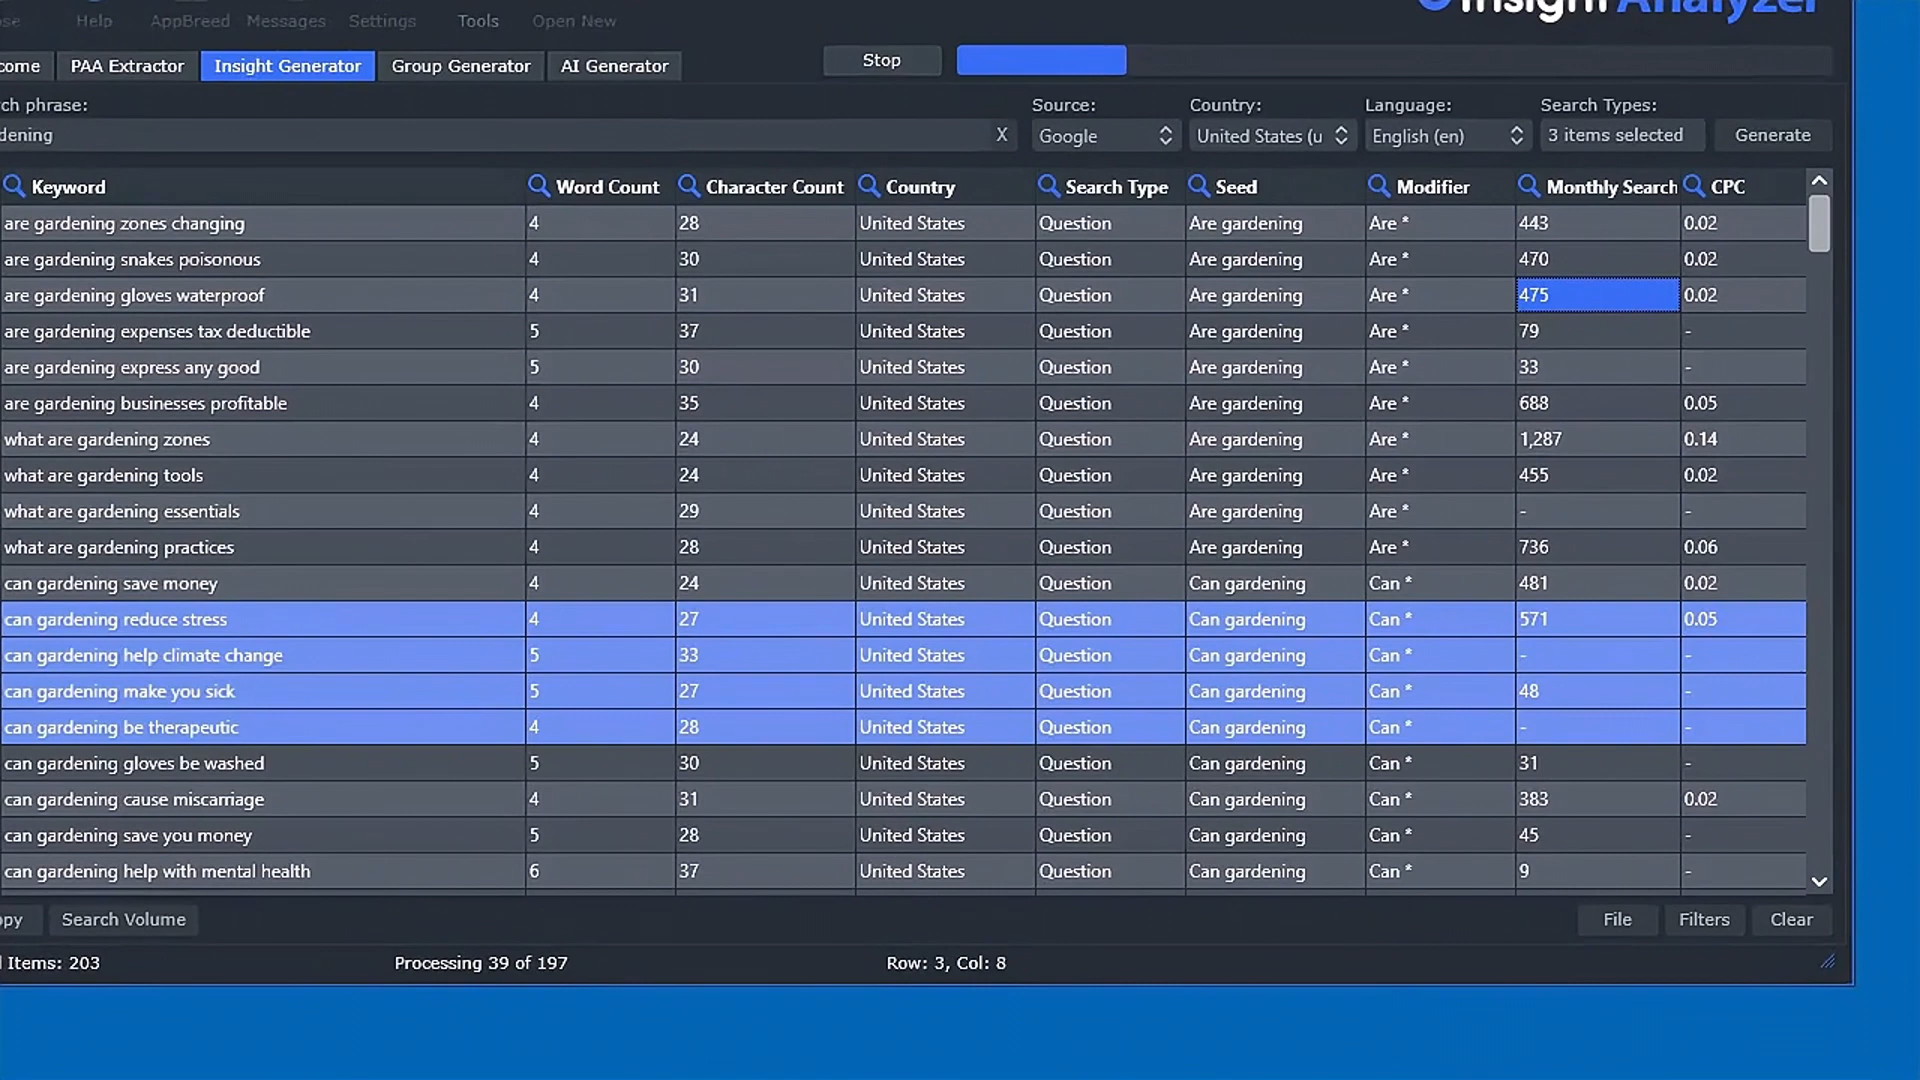 Help AppBreed Messages Settings Tools Open New
Insight Analyzer
come PAA Extractor Insight Generator Group Generator AI Generator Stop
ch phrase: Source: Country: Language: Search Types:
dening X Google United States (u English (en) 3 items selected Generate
Keyword Word Count Character Count Country Search Type Seed Modifier Monthly Search CPC
are gardening zones changing 4 28 United States Question Are gardening Are * 443 0.02
are gardening snakes poisonous 4 30 United States Question Are gardening Are * 470 0.02
are gardening gloves waterproof 4 31 United States Question Are gardening Are * 475 0.02
are gardening expenses tax deductible 5 37 United States Question Are gardening Are * 79 -
are gardening express any good 5 30 United States Question Are gardening Are * 33 -
are gardening businesses profitable 4 35 United States Question Are gardening Are * 688 0.05
what are gardening zones 4 24 United States Question Are gardening Are * 1,287 0.14
what are gardening tools 4 24 United States Question Are gardening Are * 455 0.02
what are gardening essentials 4 29 United States Question Are gardening Are * - -
what are gardening practices 4 28 United States Question Are gardening Are * 736 0.06
can gardening save money 4 24 United States Question Can gardening Can * 481 0.02
can gardening reduce stress 4 27 United States Question Can gardening Can * 571 0.05
can gardening help climate change 5 33 United States Question Can gardening Can * - -
can gardening make you sick 5 27 United States Question Can gardening Can * 48 -
can gardening be therapeutic 4 28 United States Question Can gardening Can * - -
can gardening gloves be washed 5 30 United States Question Can gardening Can * 31 -
can gardening cause miscarriage 4 31 United States Question Can gardening Can * 383 0.02
can gardening save you money 5 28 United States Question Can gardening Can * 45 -
can gardening help with mental health 6 37 United States Question Can gardening Can * 9 -
opy Search Volume File Filters Clear
Items: 203 Processing 39 of 197 Row: 3, Col: 8